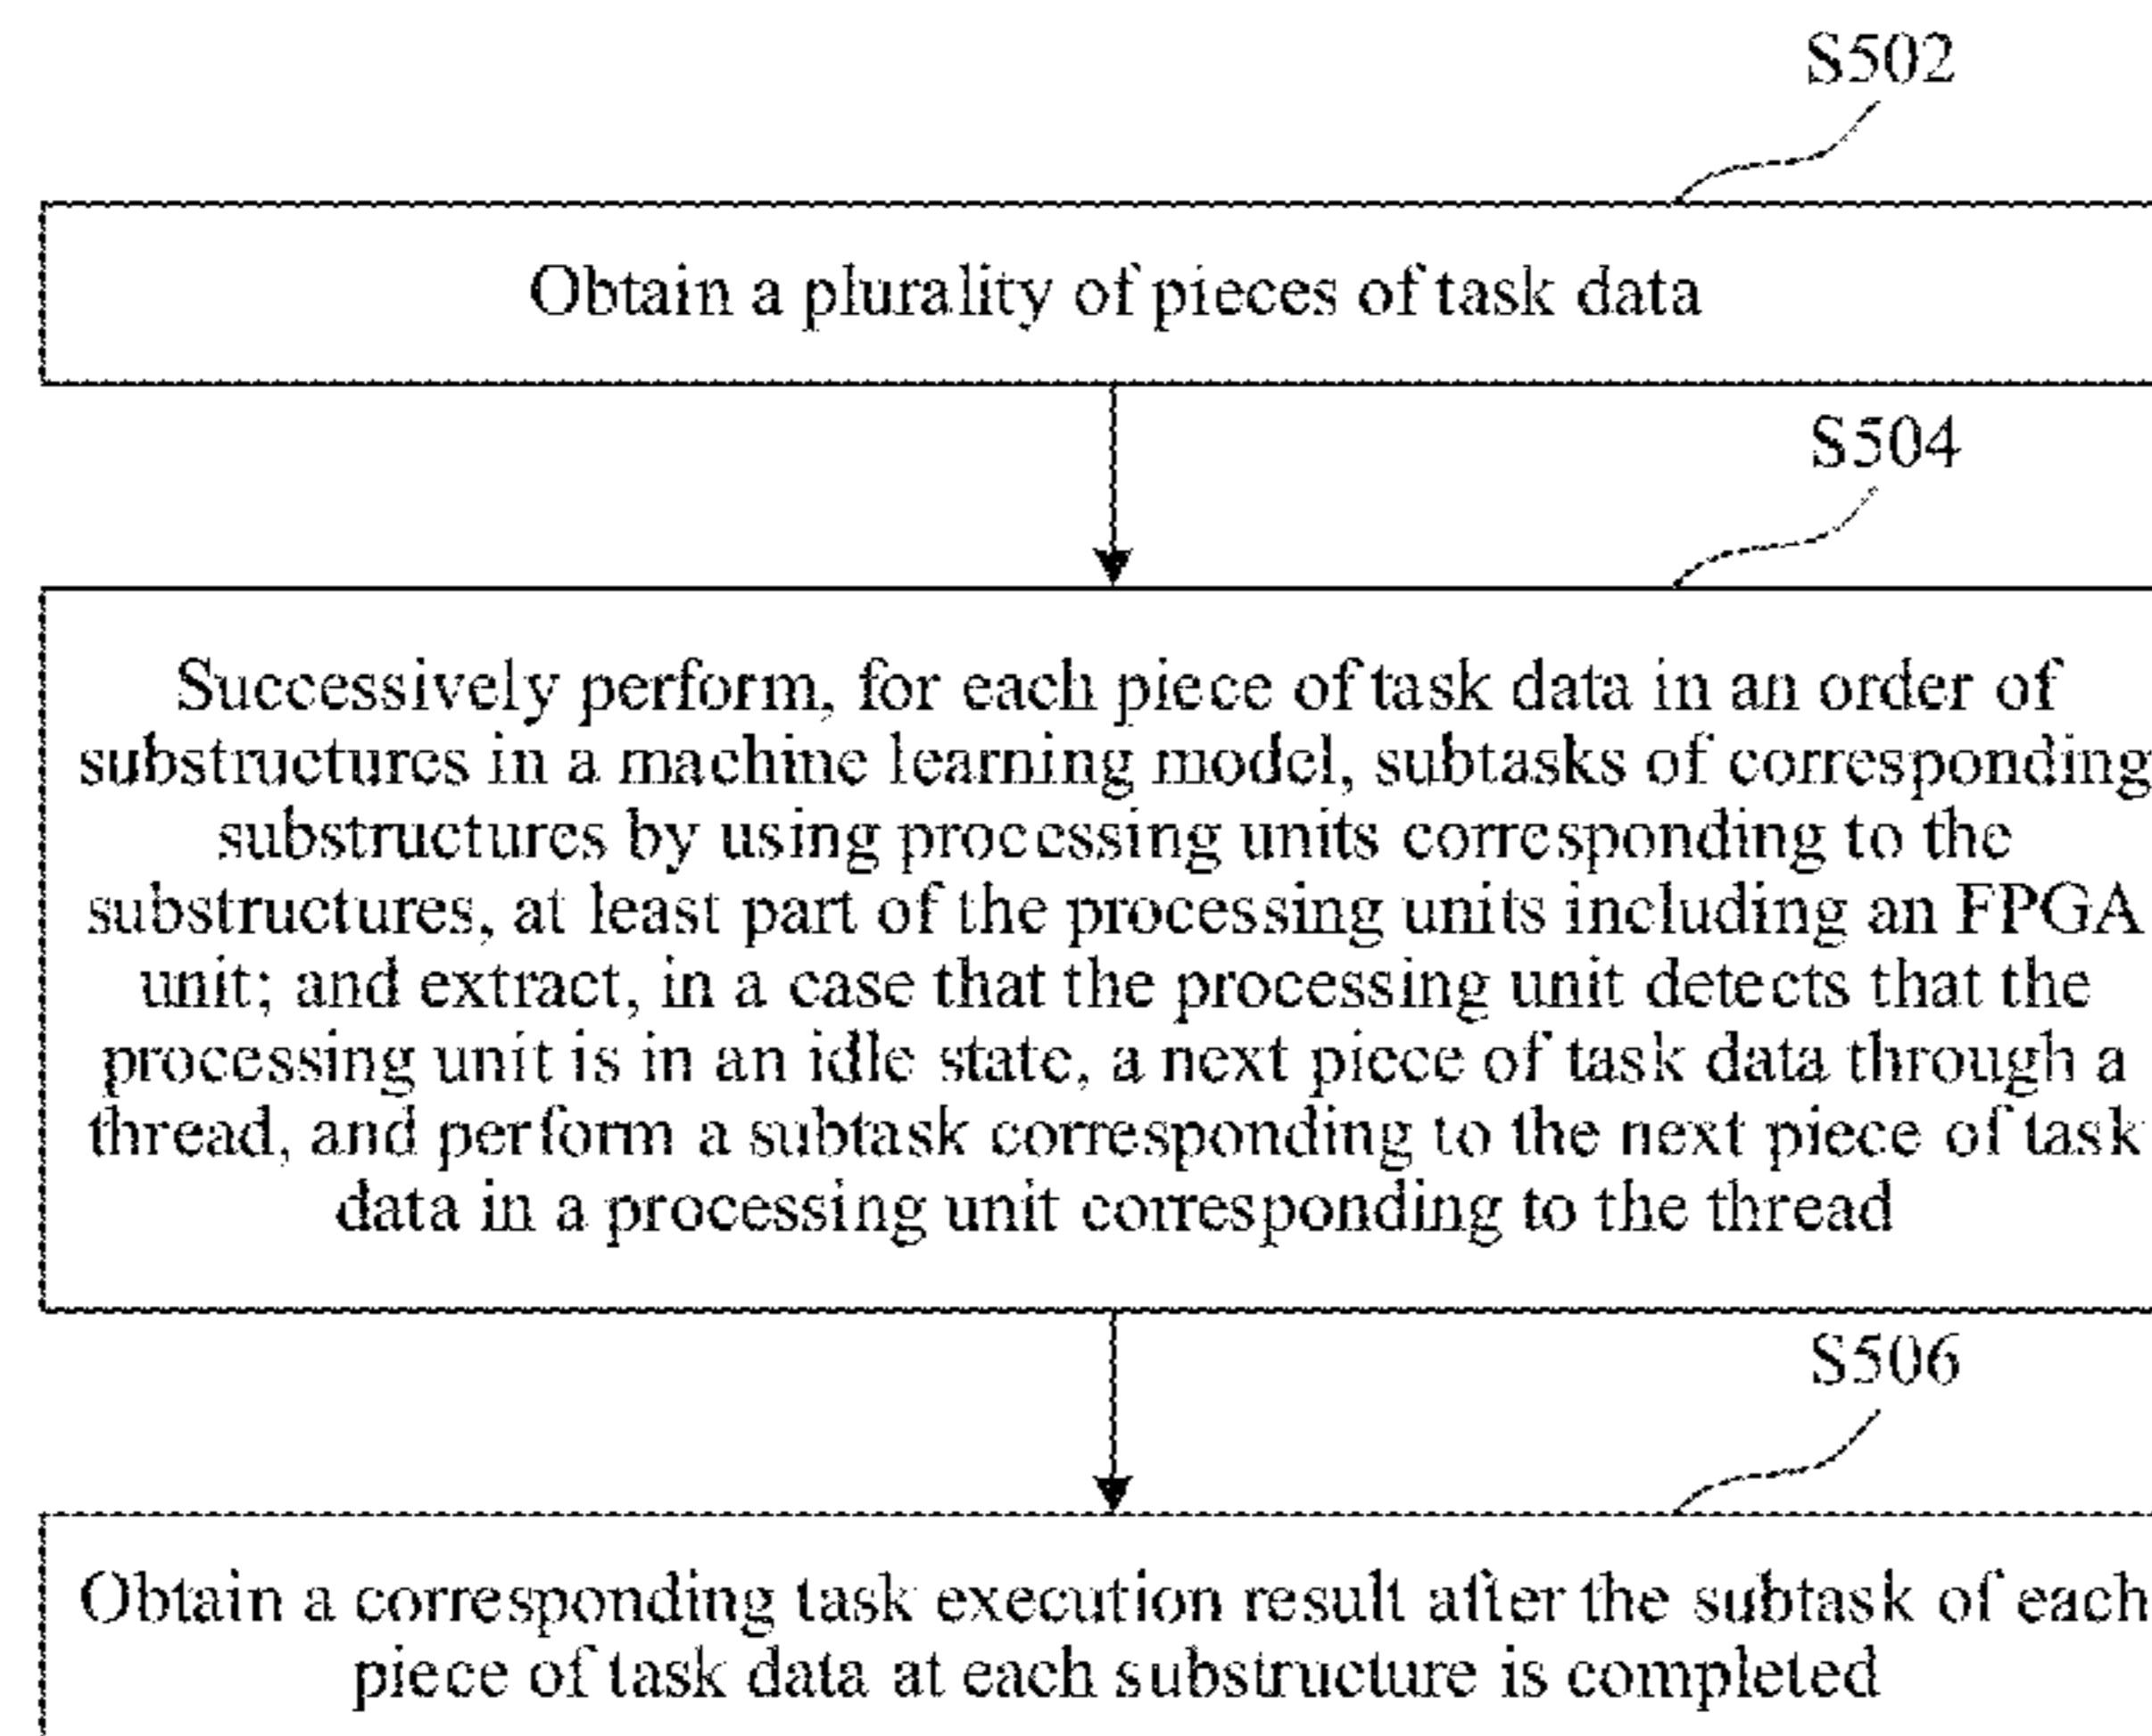 S502
Obtain a plurality of pieces of task data
S504
Successively perform, for each piece of task data in an order of
substructures in a machine learning model, subtasks of corresponding
substructures by using processing units corresponding to the
substructures, at least part of the processing units including an FPGA
unit; and extract, in a case that the processing unit detects that the
processing unit is in an idle state, a next piece of task data through a
thread, and perform a subtask corresponding to the next piece of task
data in a processing unit corresponding to the thread
S506
Obtain a corresponding task execution result after the subtask of each
piece of task data at each substructure is completed